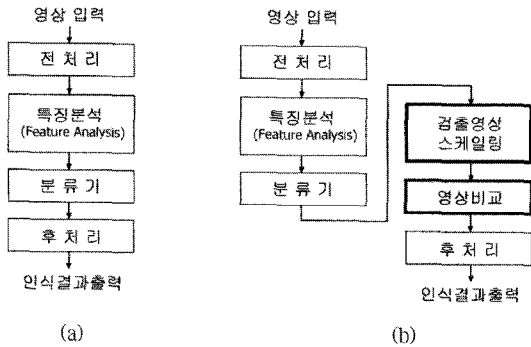 영상 입력
전 처 리
특징분석
(Feature Analysis)
분 류 기
후 처 리
인식결과출력
(a)
영상 입력
전 처 리
특징분석
(Feature Analysis)
분 류 기
검출영상
스케일링
영상비교
후 처 리
인식결과출력
(b)